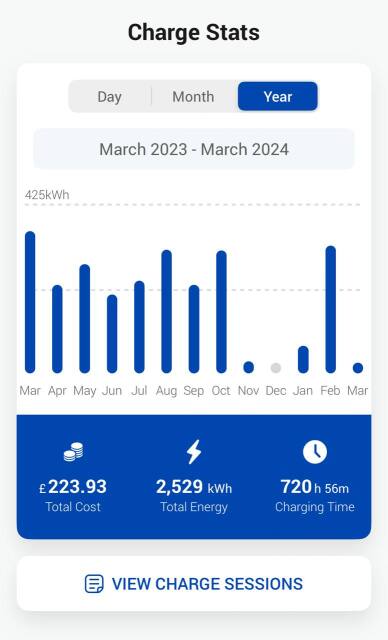 Charge Stats
Day Month Year
March 2023 - March 2024
425kWh
Mar Apr May Jun Jul Aug Sep Oct Nov Dec Jan Feb Mar
£223.93 2,529 kWh 720h 56m
Total Cost Total Energy Charging Time
VIEW CHARGE SESSIONS